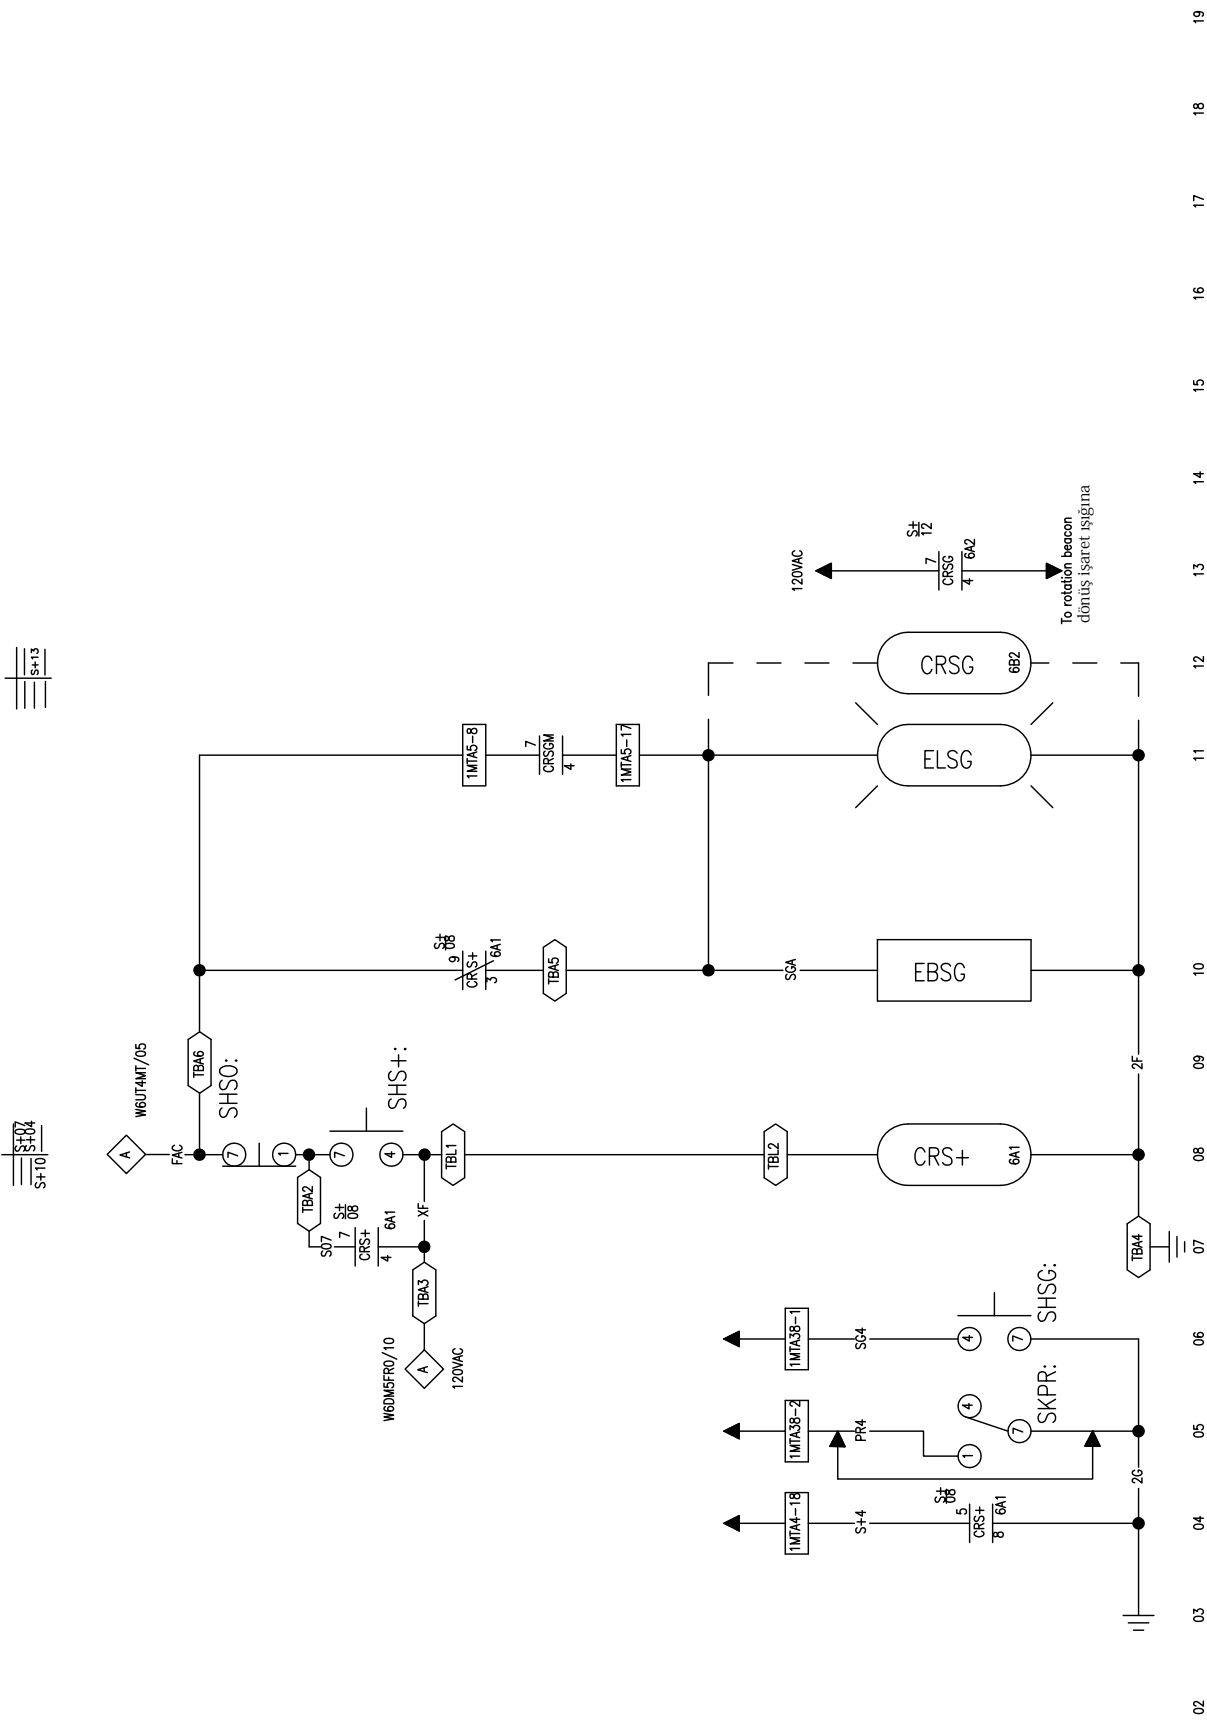 02
03
04
05
06
07
08
09
10
11
12
13
14
15
16
17
18
19
S+07
S+04
S+10
S+13
W6UT4MT/05
A
FAC
TBA6
SHSO:
7
1
TBA2
7
4
SHS+:
S07
S+
08
7
CRS+
4
6A1
XF
TBL1
TBA3
W6DM5FRO/10
A
120VAC
S+
08
9
CRS+
3
6A1
TBA5
1MTA5-8
7
CRSGM
4
1MTA5-17
TBL2
SGA
CRS+
6A1
EBSG
ELSG
CRSG
6B2
120VAC
S+
12
7
CRSG
4
6A2
To rotation beacon
dönüş işaret ışığına
1MTA4-18
S+4
S+
08
5
CRS+
8
6A1
1MTA38-2
PR4
1
4
7
SKPR:
1MTA38-1
SG4
4
7
SHSG:
2G
TBA4
2F